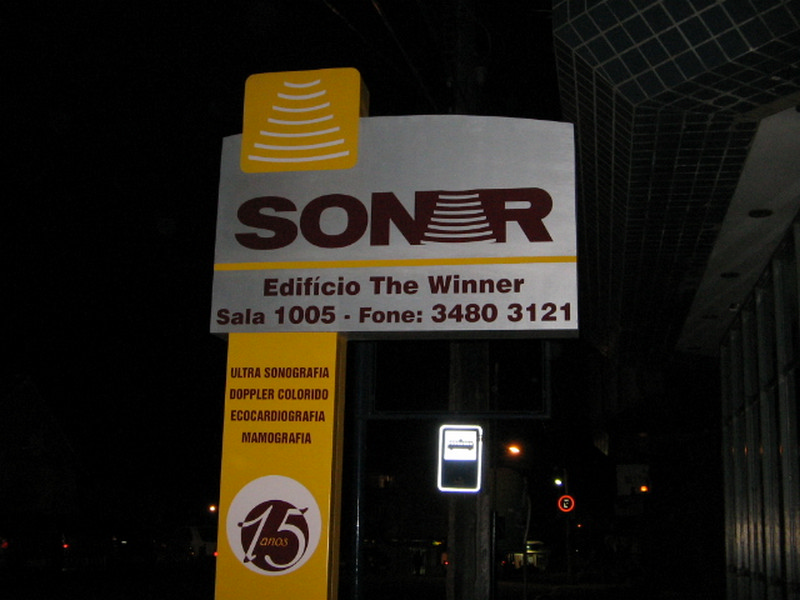 SONAR
Edifício The Winner
Sala 1005 - Fone: 3480 3121
ULTRA SONOGRAFIA
DOPPLER COLORIDO
ECOCARDIOGRAFIA
MAMOGRAFIA
15
anos